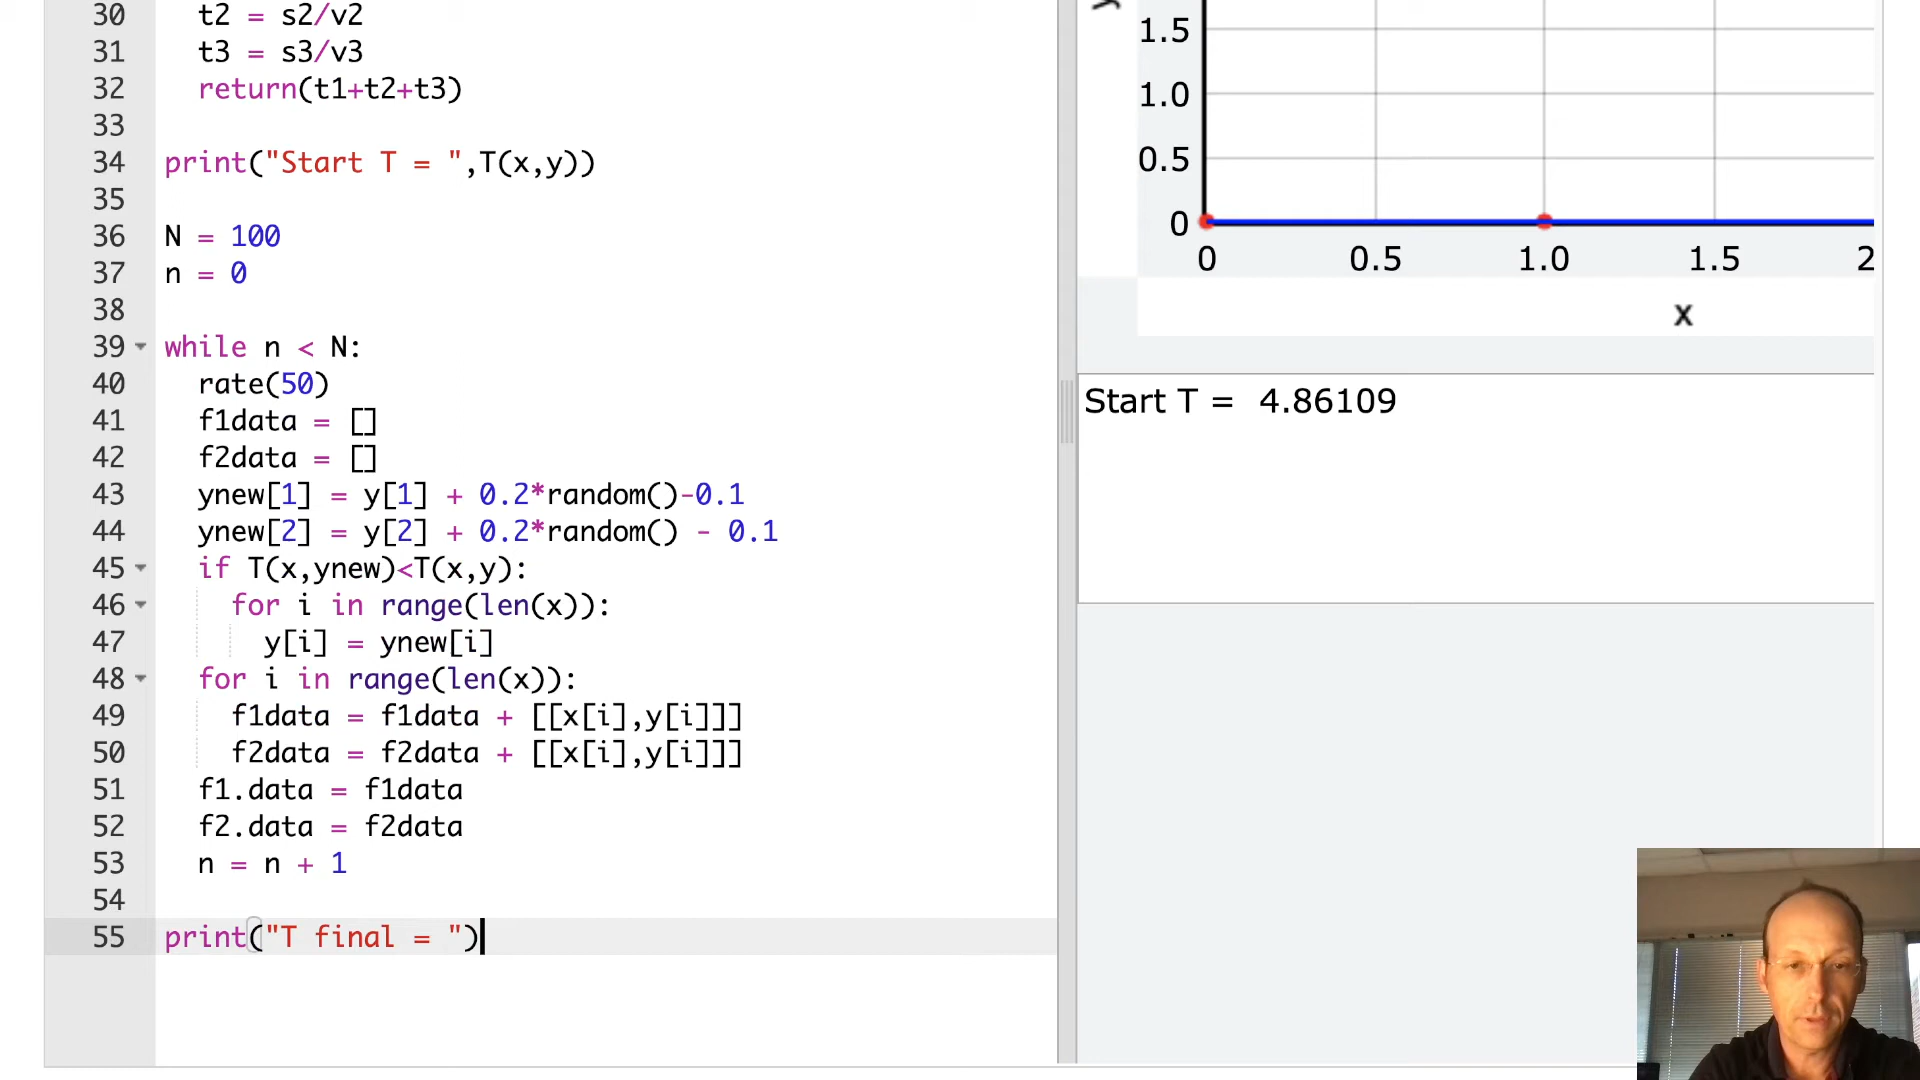 30 t2 = s2/v2
31 t3 = s3/v3
32 return(t1+t2+t3)
33
34 print("Start T = ",T(x,y))
35
36 N = 100
37 n = 0
38
39 while n < N:
40 rate(50)
41 f1data = []
42 f2data = []
43 ynew[1] = y[1] + 0.2*random()-0.1
44 ynew[2] = y[2] + 0.2*random() - 0.1
45 if T(x,ynew)<T(x,y):
46 for i in range(len(x)):
47 y[i] = ynew[i]
48 for i in range(len(x)):
49 f1data = f1data + [[x[i],y[i]]]
50 f2data = f2data + [[x[i],y[i]]]
51 f1.data = f1data
52 f2.data = f2data
53 n = n + 1
54
55 print("T final = ")
y
1.5
1.0
0.5
0
0 0.5 1.0 1.5 2
x
Start T = 4.86109